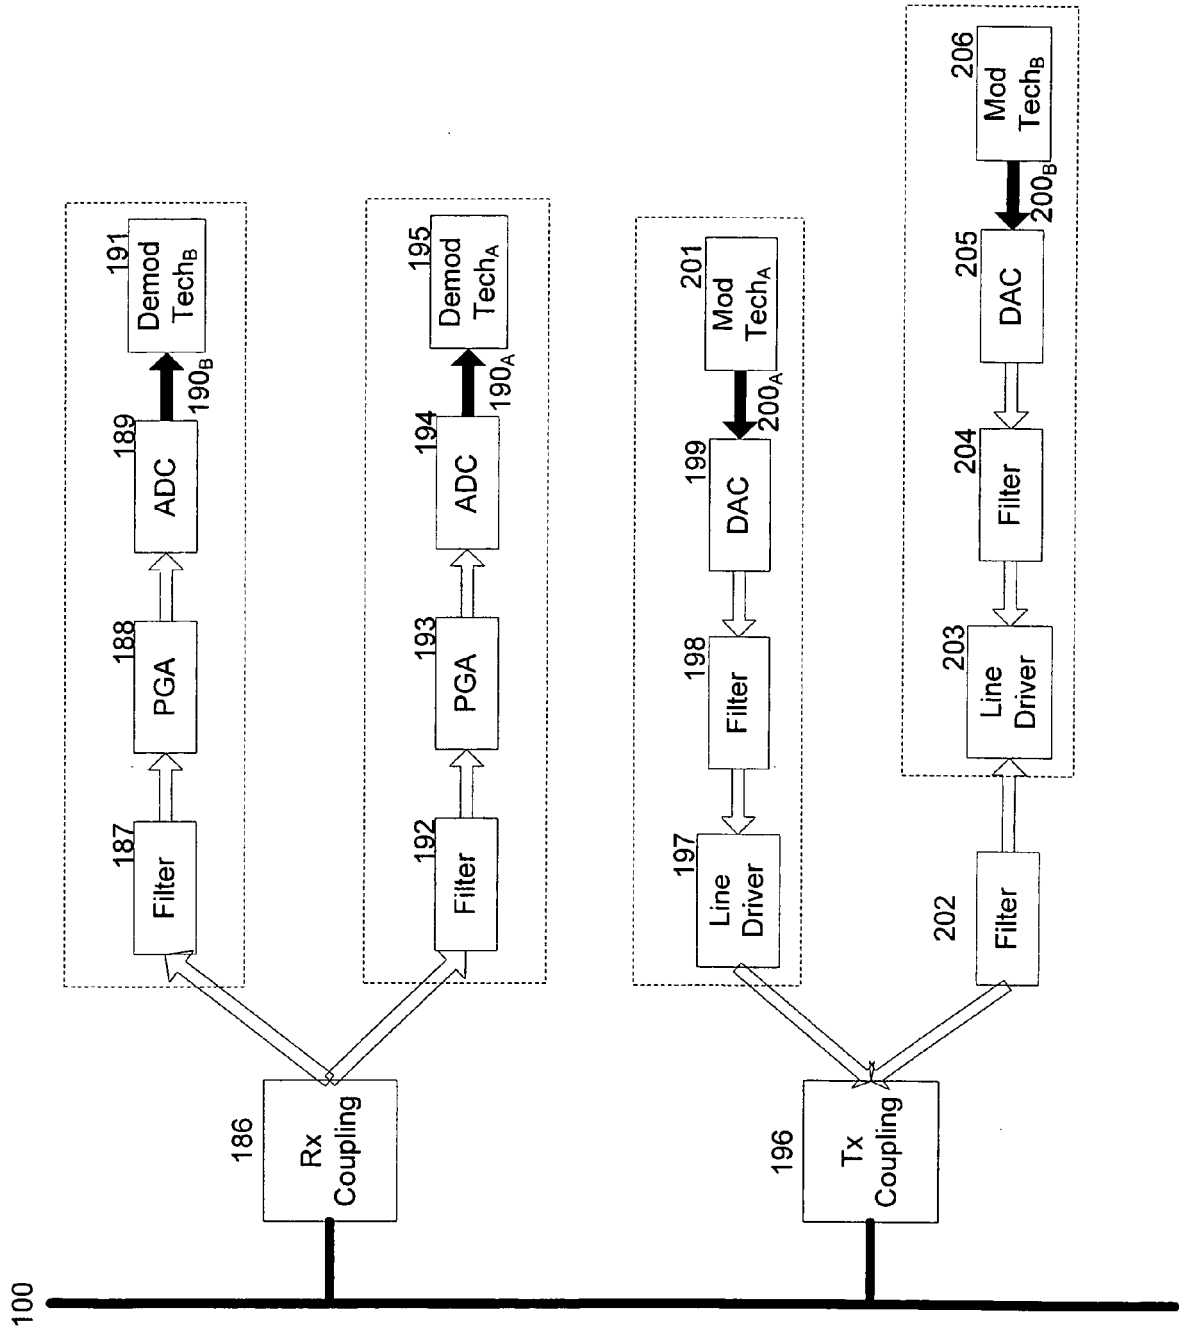 100
186
Rx
Coupling
187
Filter
188
PGA
189
ADC
190B
191
Demod
TechB
192
Filter
193
PGA
194
ADC
190A
195
Demod
TechA
196
Tx
Coupling
197
Line
Driver
198
Filter
199
DAC
200A
201
Mod
TechA
202
Filter
203
Line
Driver
204
Filter
205
DAC
200B
206
Mod
TechB